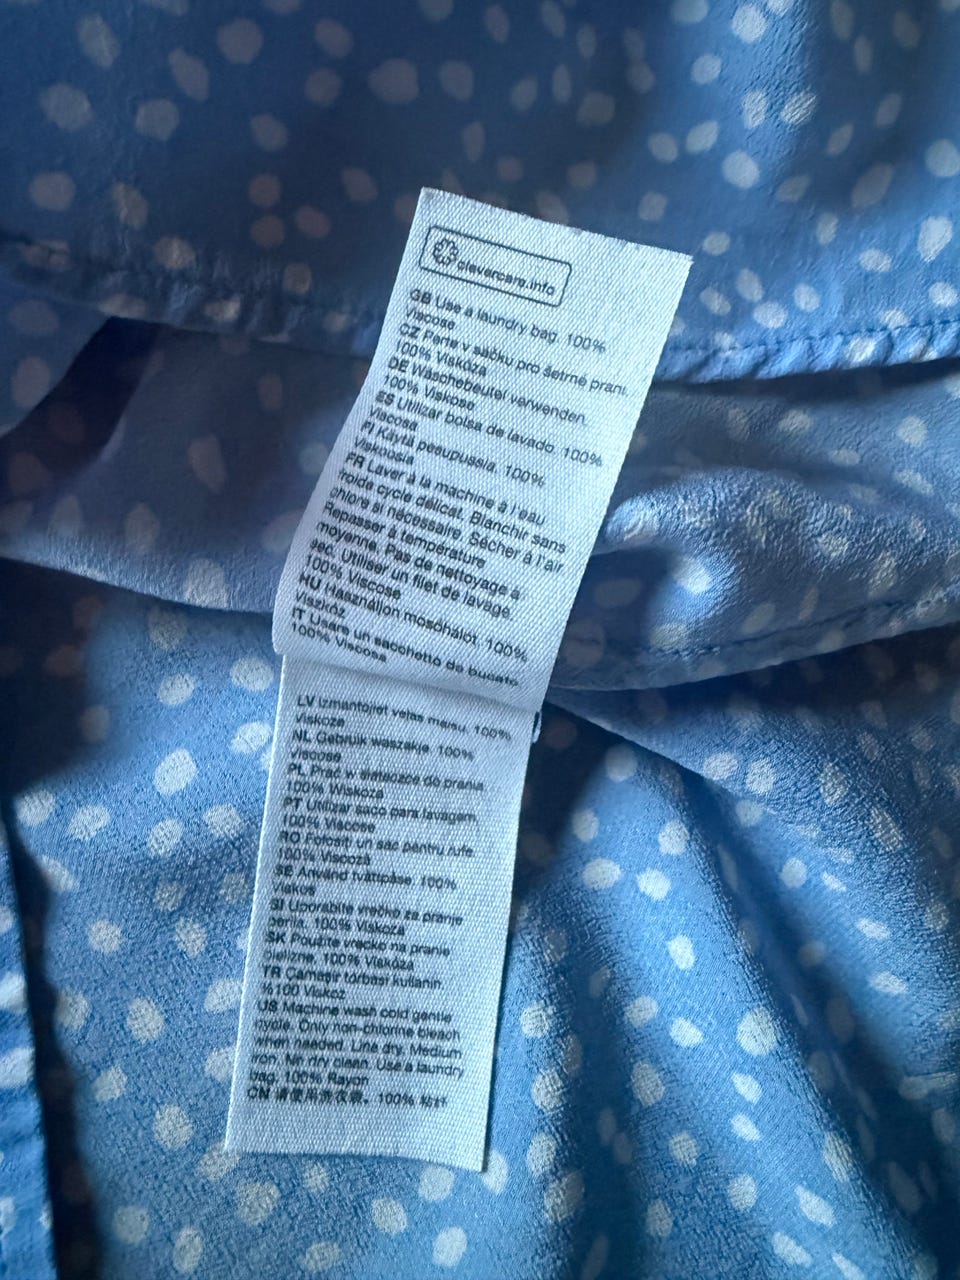 clevercare.info
GB Use a laundry bag. 100%
Viscose
CZ Perte v sáčku pro šetrné praní.
100% Viskóza
DE Wäschebeutel verwenden.
100% Viskose
ES Utilizar bolsa de lavado. 100%
Viscosa
FI Käytä pesupussia. 100%
Viskoosia
FR Laver à la machine à l'eau
froide cycle délicat. Blanchir sans
chlore si nécessaire. Sécher à l'air
Repasser à température
moyenne. Pas de nettoyage à
sec. Utiliser un filet de lavage.
100% Viscose
HU Használjon mosóhálót. 100%
Viszkóz
IT Usare un sacchetto da bucato.
100% Viscosa
LV Izmantojiet veļas maisu. 100%
Viskoze
NL Gebruik waszakje. 100%
Viscose
PL Prać w siateczce do prania.
100% Wiskoza
PT Utilizar saco para lavagem.
100% Viscose
RO Folosiți un sac pentru rufe.
100% Viscoză
SE Använd tvättpåse. 100%
Viskos
SI Uporabite vrečko za pranje
perila. 100% Viskoza
SK Použite vrecko na pranie
bielizne. 100% Viskóza
TR Çamaşır torbası kullanın.
%100 Viskoz
US Machine wash cold gentle
cycle. Only non-chlorine bleach
when needed. Line dry. Medium
iron. No dry clean. Use a laundry
bag. 100% Rayon
CN 请使用洗衣袋。100% 粘纤